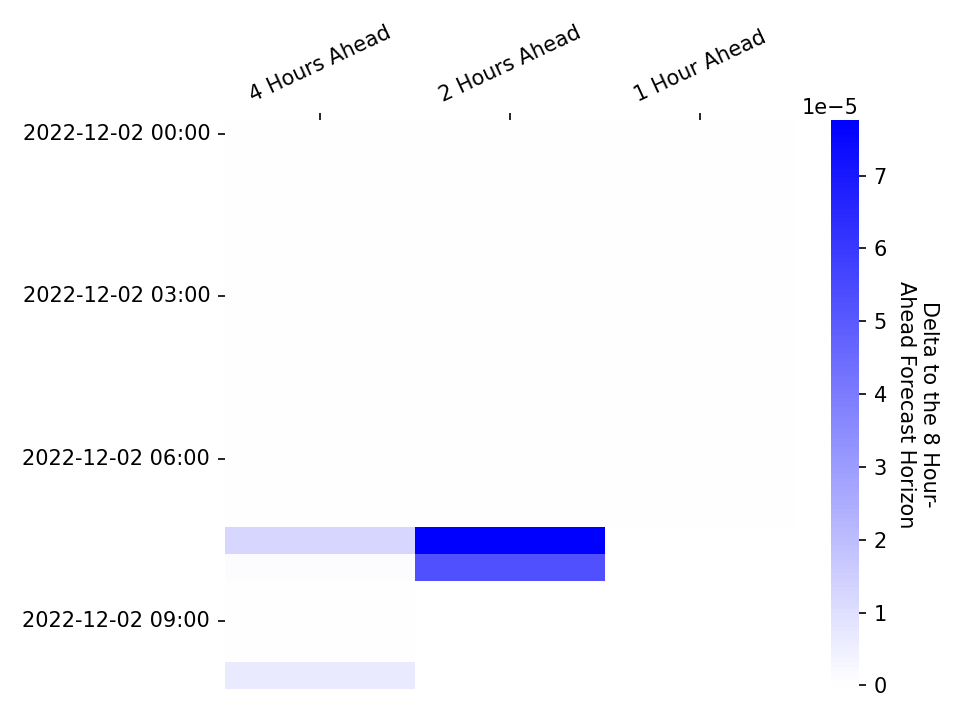 4 Hours Ahead
2 Hours Ahead
1 Hour Ahead
1e−5
2022-12-02 00:00
2022-12-02 03:00
2022-12-02 06:00
2022-12-02 09:00
7
6
5
4
3
2
1
0
Delta to the 8 Hour-
Ahead Forecast Horizon